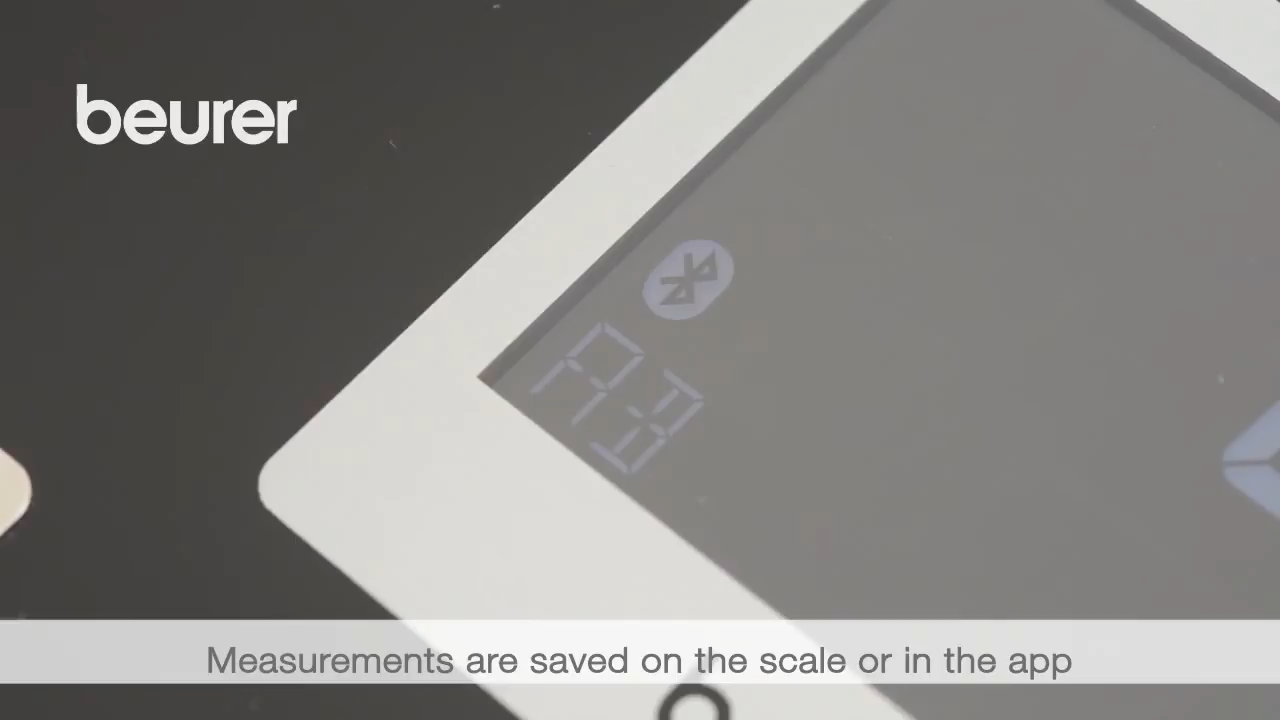 beurer
Measurements are saved on the scale or in the app